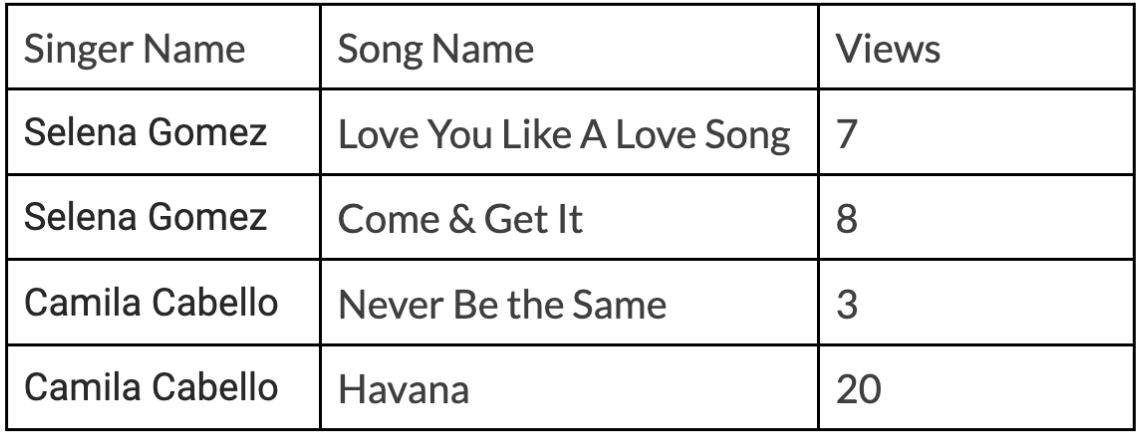 Singer Name Song Name Views
Selena Gomez Love You Like A Love Song 7
Selena Gomez Come & Get It 8
Camila Cabello Never Be the Same 3
Camila Cabello Havana 20